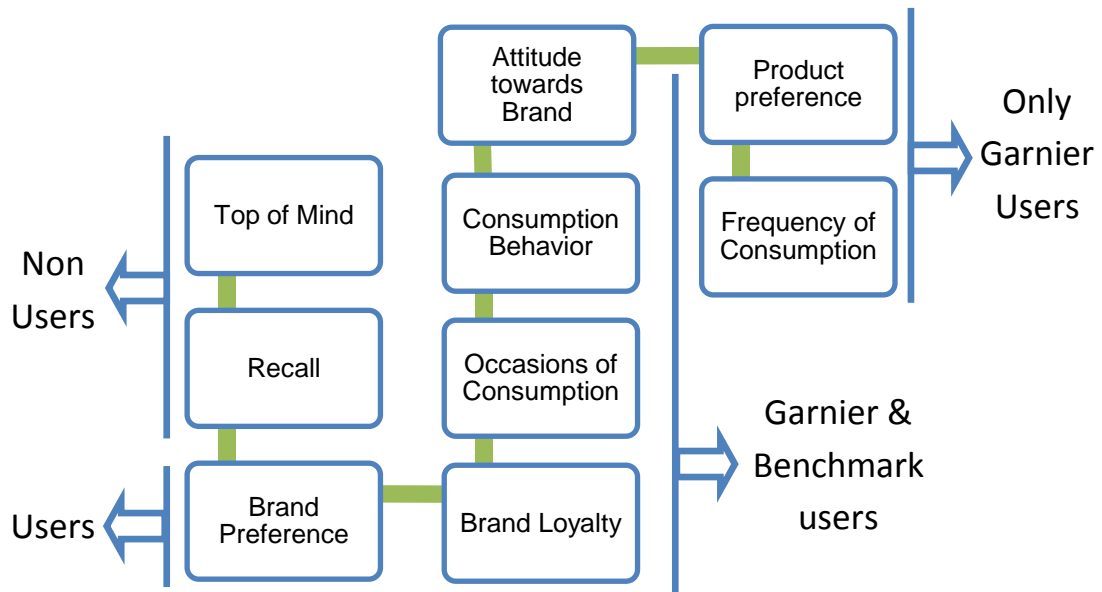 Non
Users
Users
Top of Mind
Recall
Brand
Preference
Attitude
towards
Brand
Consumption
Behavior
Occasions of
Consumption
Brand Loyalty
Product
preference
Frequency of
Consumption
Only
Garnier
Users
Garnier &
Benchmark
users